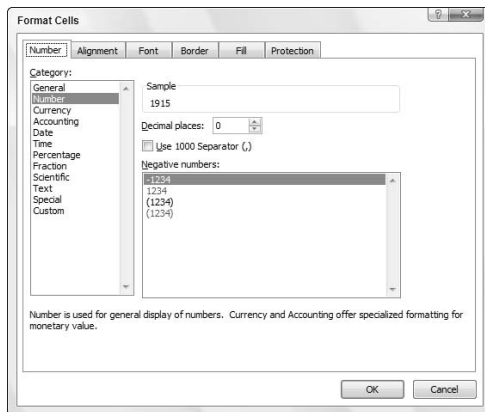 Format Cells
Number
Alignment
Font
Border
Fill
Protection
Category:
General
Number
Currency
Accounting
Date
Time
Percentage
Fraction
Scientific
Text
Special
Custom
Sample
1915
Decimal places: 0
Use 1000 Separator (,)
Negative numbers:
-1234
1234
(1234)
(1234)
Number is used for general display of numbers. Currency and Accounting offer specialized formatting for
monetary value.
OK
Cancel